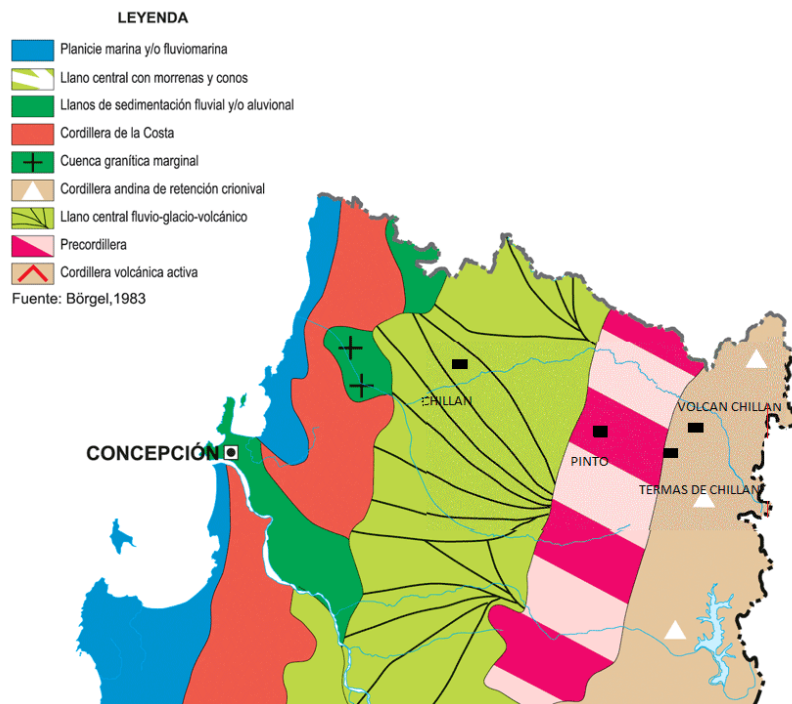 LEYENDA
Planicie marina y/o fluviomarina
Llano central con morrenas y conos
Llanos de sedimentación fluvial y/o aluvional
Cordillera de la Costa
Cuenca granítica marginal
Cordillera andina de retención crionival
Llano central fluvio-glacio-volcánico
Precordillera
Cordillera volcánica activa
Fuente: Börgel,1983
CHILLAN
VOLCAN CHILLAN
CONCEPCIÓN
PINTO
TERMAS DE CHILLAN